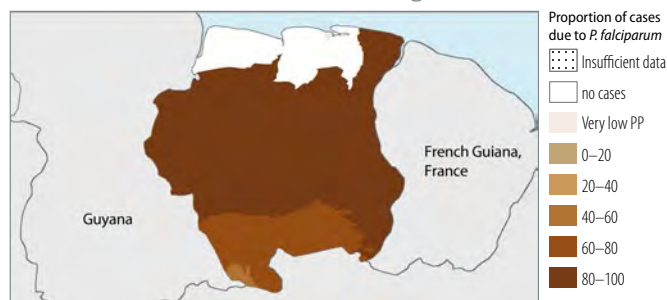 Proportion of cases
due to P. falciparum
Insufficient data
no cases
Very low PP
0–20
20–40
40–60
60–80
80–100
French Guiana,
France
Guyana